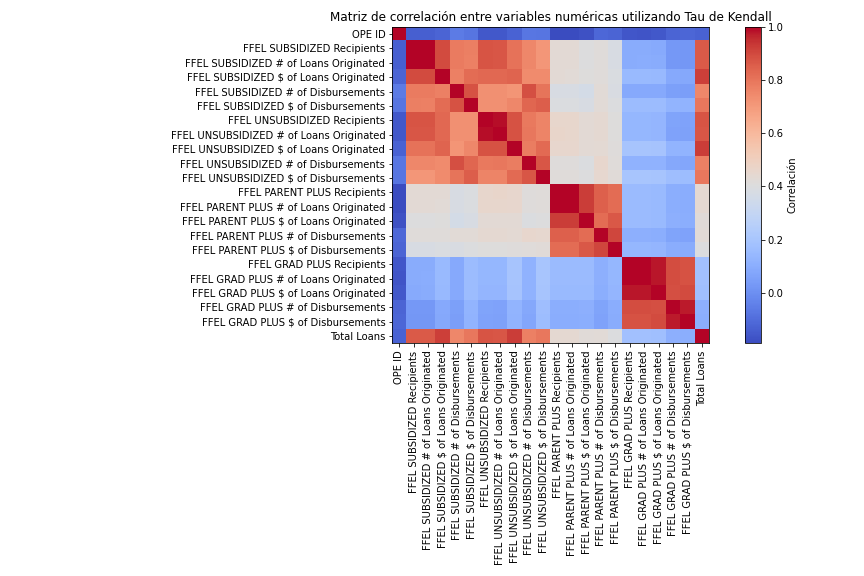 Matriz de correlación entre variables numéricas utilizando Tau de Kendall
OPE ID
FFEL SUBSIDIZED Recipients
FFEL SUBSIDIZED # of Loans Originated
FFEL SUBSIDIZED $ of Loans Originated
FFEL SUBSIDIZED # of Disbursements
FFEL SUBSIDIZED $ of Disbursements
FFEL UNSUBSIDIZED Recipients
FFEL UNSUBSIDIZED # of Loans Originated
FFEL UNSUBSIDIZED $ of Loans Originated
FFEL UNSUBSIDIZED # of Disbursements
FFEL UNSUBSIDIZED $ of Disbursements
FFEL PARENT PLUS Recipients
FFEL PARENT PLUS # of Loans Originated
FFEL PARENT PLUS $ of Loans Originated
FFEL PARENT PLUS # of Disbursements
FFEL PARENT PLUS $ of Disbursements
FFEL GRAD PLUS Recipients
FFEL GRAD PLUS # of Loans Originated
FFEL GRAD PLUS $ of Loans Originated
FFEL GRAD PLUS # of Disbursements
FFEL GRAD PLUS $ of Disbursements
Total Loans
OPE ID
FFEL SUBSIDIZED Recipients
FFEL SUBSIDIZED # of Loans Originated
FFEL SUBSIDIZED $ of Loans Originated
FFEL SUBSIDIZED # of Disbursements
FFEL SUBSIDIZED $ of Disbursements
FFEL UNSUBSIDIZED Recipients
FFEL UNSUBSIDIZED # of Loans Originated
FFEL UNSUBSIDIZED $ of Loans Originated
FFEL UNSUBSIDIZED # of Disbursements
FFEL UNSUBSIDIZED $ of Disbursements
FFEL PARENT PLUS Recipients
FFEL PARENT PLUS # of Loans Originated
FFEL PARENT PLUS $ of Loans Originated
FFEL PARENT PLUS # of Disbursements
FFEL PARENT PLUS $ of Disbursements
FFEL GRAD PLUS Recipients
FFEL GRAD PLUS # of Loans Originated
FFEL GRAD PLUS $ of Loans Originated
FFEL GRAD PLUS # of Disbursements
FFEL GRAD PLUS $ of Disbursements
Total Loans
1.0
0.8
0.6
0.4
0.2
0.0
Correlación